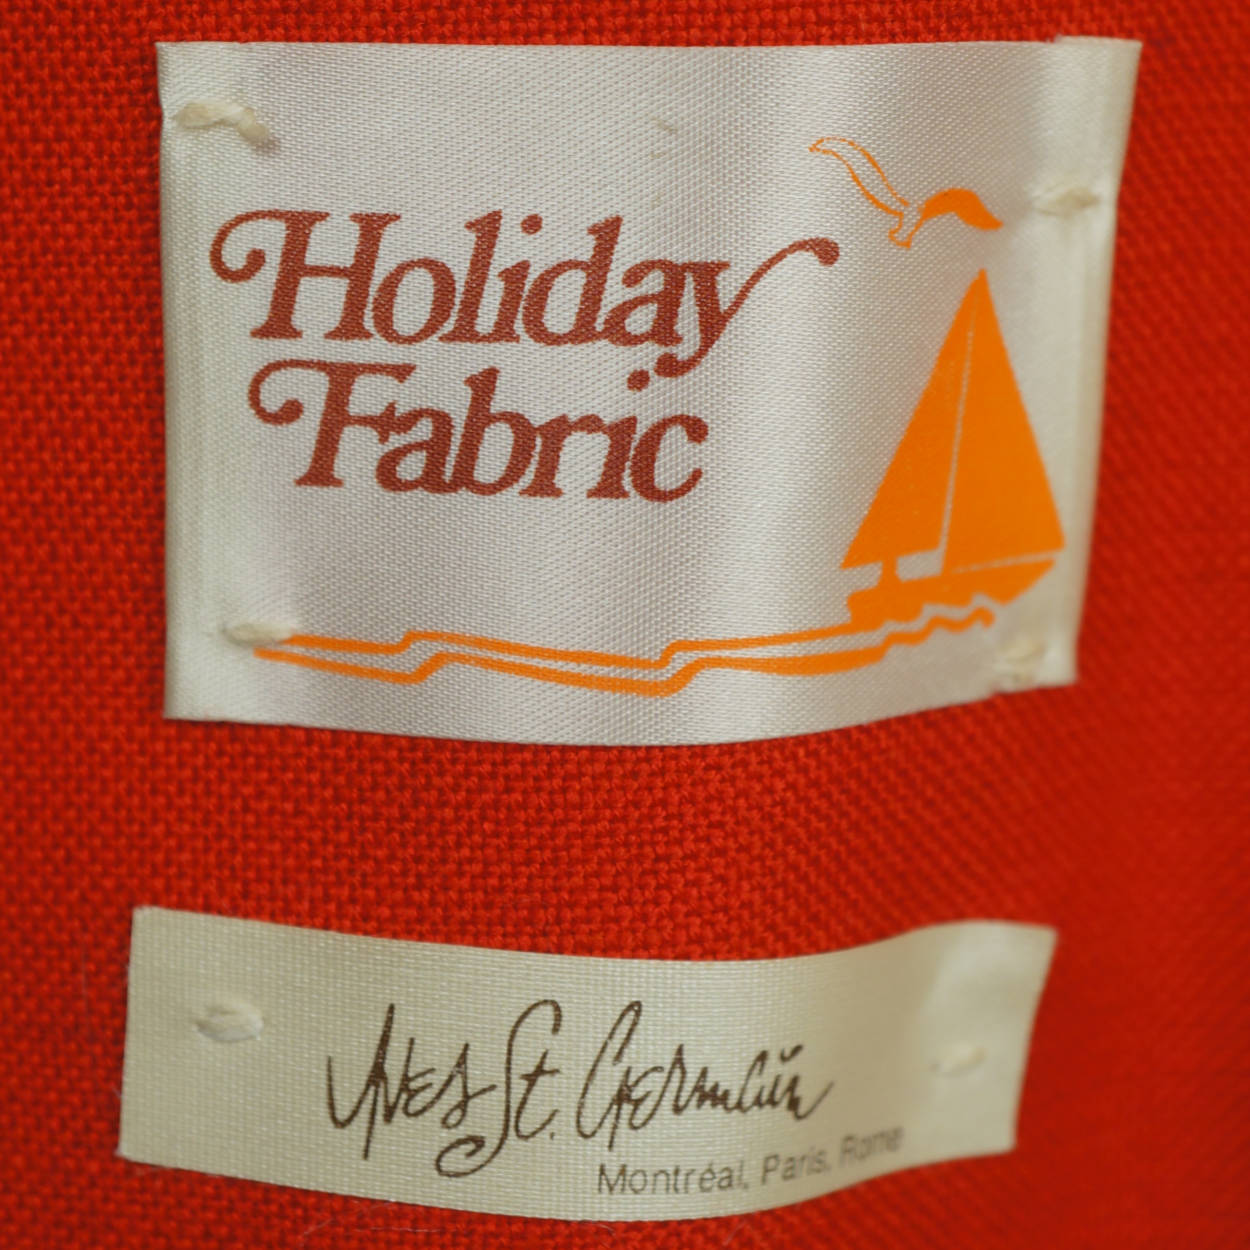 Holiday
Fabric
Yves St. Germain
Montréal, Paris, Rome